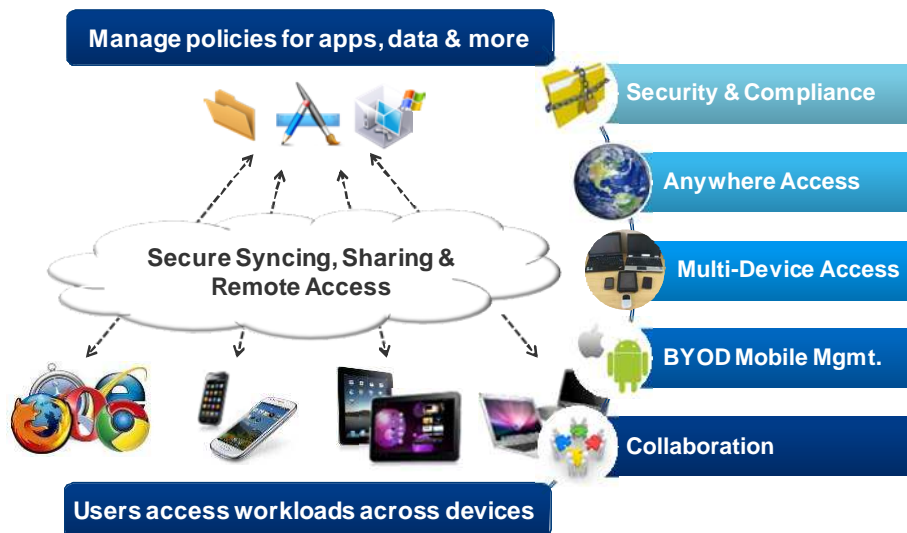 Manage policies for apps, data & more
Security & Compliance
Anywhere Access
Secure Syncing, Sharing &
Remote Access
Multi-Device Access
BYOD Mobile Mgmt.
Collaboration
Users access workloads across devices